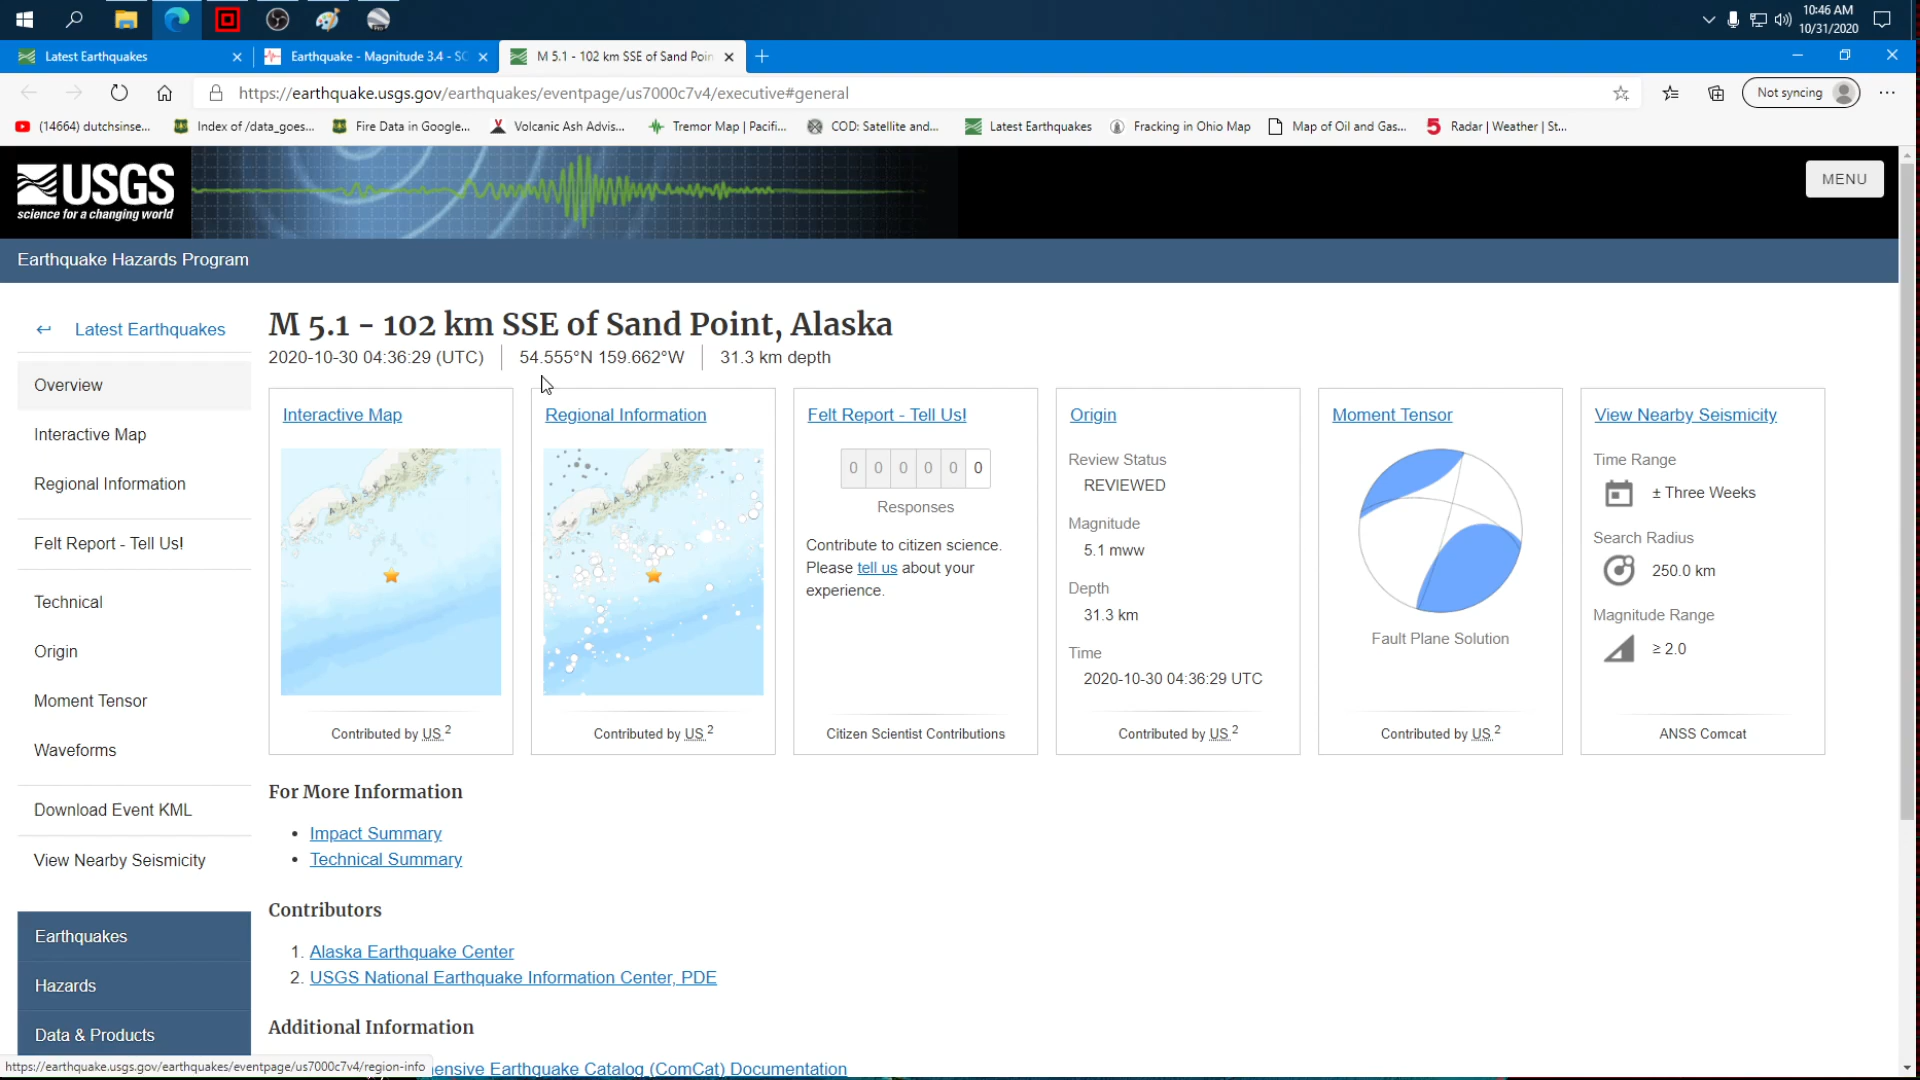 10:46 AM
10/31/2020
Latest Earthquakes
Earthquake - Magnitude 3.4 - SC
M 5.1 - 102 km SSE of Sand Poin
https://earthquake.usgs.gov/earthquakes/eventpage/us7000c7v4/executive#general
Not syncing
(14664) dutchsinse...
Index of /data_goes...
Fire Data in Google...
Volcanic Ash Advis...
Tremor Map | Pacifi...
COD: Satellite and...
Latest Earthquakes
Fracking in Ohio Map
Map of Oil and Gas...
Radar | Weather | St...
USGS
science for a changing world
MENU
Earthquake Hazards Program
Latest Earthquakes
Overview
Interactive Map
Regional Information
Felt Report - Tell Us!
Technical
Origin
Moment Tensor
Waveforms
Download Event KML
View Nearby Seismicity
Earthquakes
Hazards
Data & Products
M 5.1 - 102 km SSE of Sand Point, Alaska
2020-10-30 04:36:29 (UTC)
54.555°N 159.662°W
31.3 km depth
Interactive Map
Contributed by US 2
Regional Information
Contributed by US 2
Felt Report - Tell Us!
0 0 0 0 0 0
Responses
Contribute to citizen science.
Please tell us about your
experience.
Citizen Scientist Contributions
Origin
Review Status
REVIEWED
Magnitude
5.1 mww
Depth
31.3 km
Time
2020-10-30 04:36:29 UTC
Contributed by US 2
Moment Tensor
Fault Plane Solution
Contributed by US 2
View Nearby Seismicity
Time Range
± Three Weeks
Search Radius
250.0 km
Magnitude Range
≥ 2.0
ANSS Comcat
For More Information
• Impact Summary
• Technical Summary
Contributors
1. Alaska Earthquake Center
2. USGS National Earthquake Information Center, PDE
Additional Information
ensive Earthquake Catalog (ComCat) Documentation
https://earthquake.usgs.gov/earthquakes/eventpage/us7000c7v4/region-info